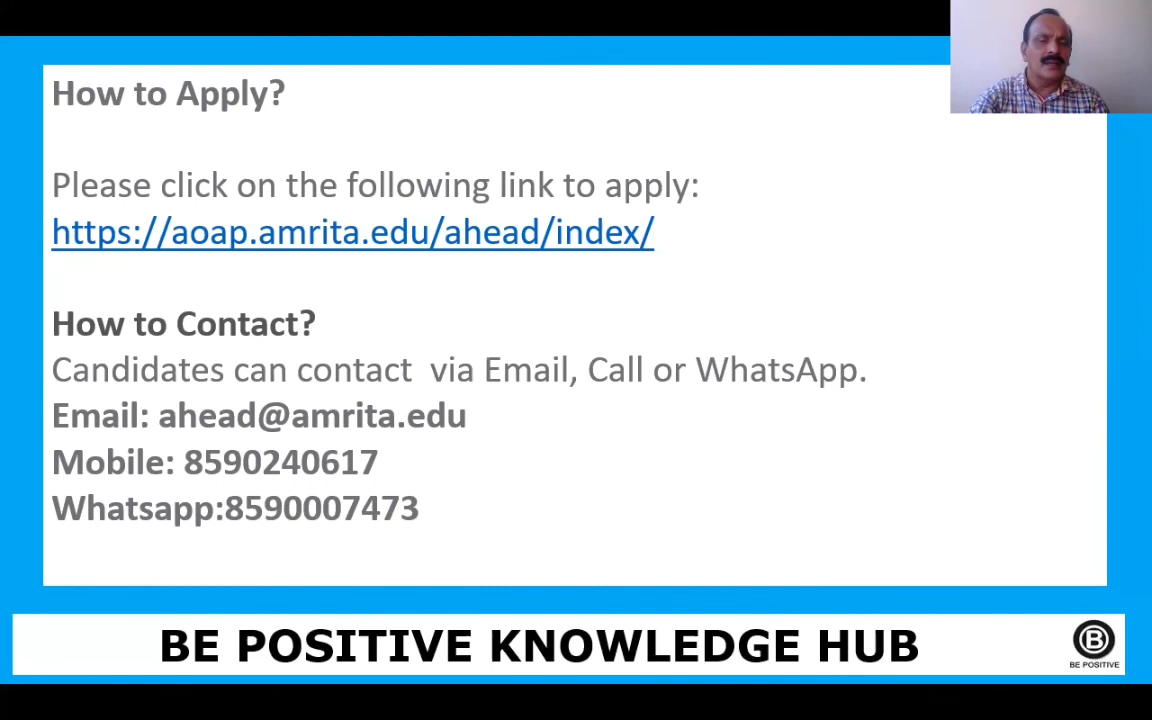 How to Apply?
Please click on the following link to apply:
https://aoap.amrita.edu/ahead/index/
How to Contact?
Candidates can contact  via Email, Call or WhatsApp.
Email: ahead@amrita.edu
Mobile: 8590240617
Whatsapp:8590007473
BE POSITIVE KNOWLEDGE HUB
B
BE POSITIVE